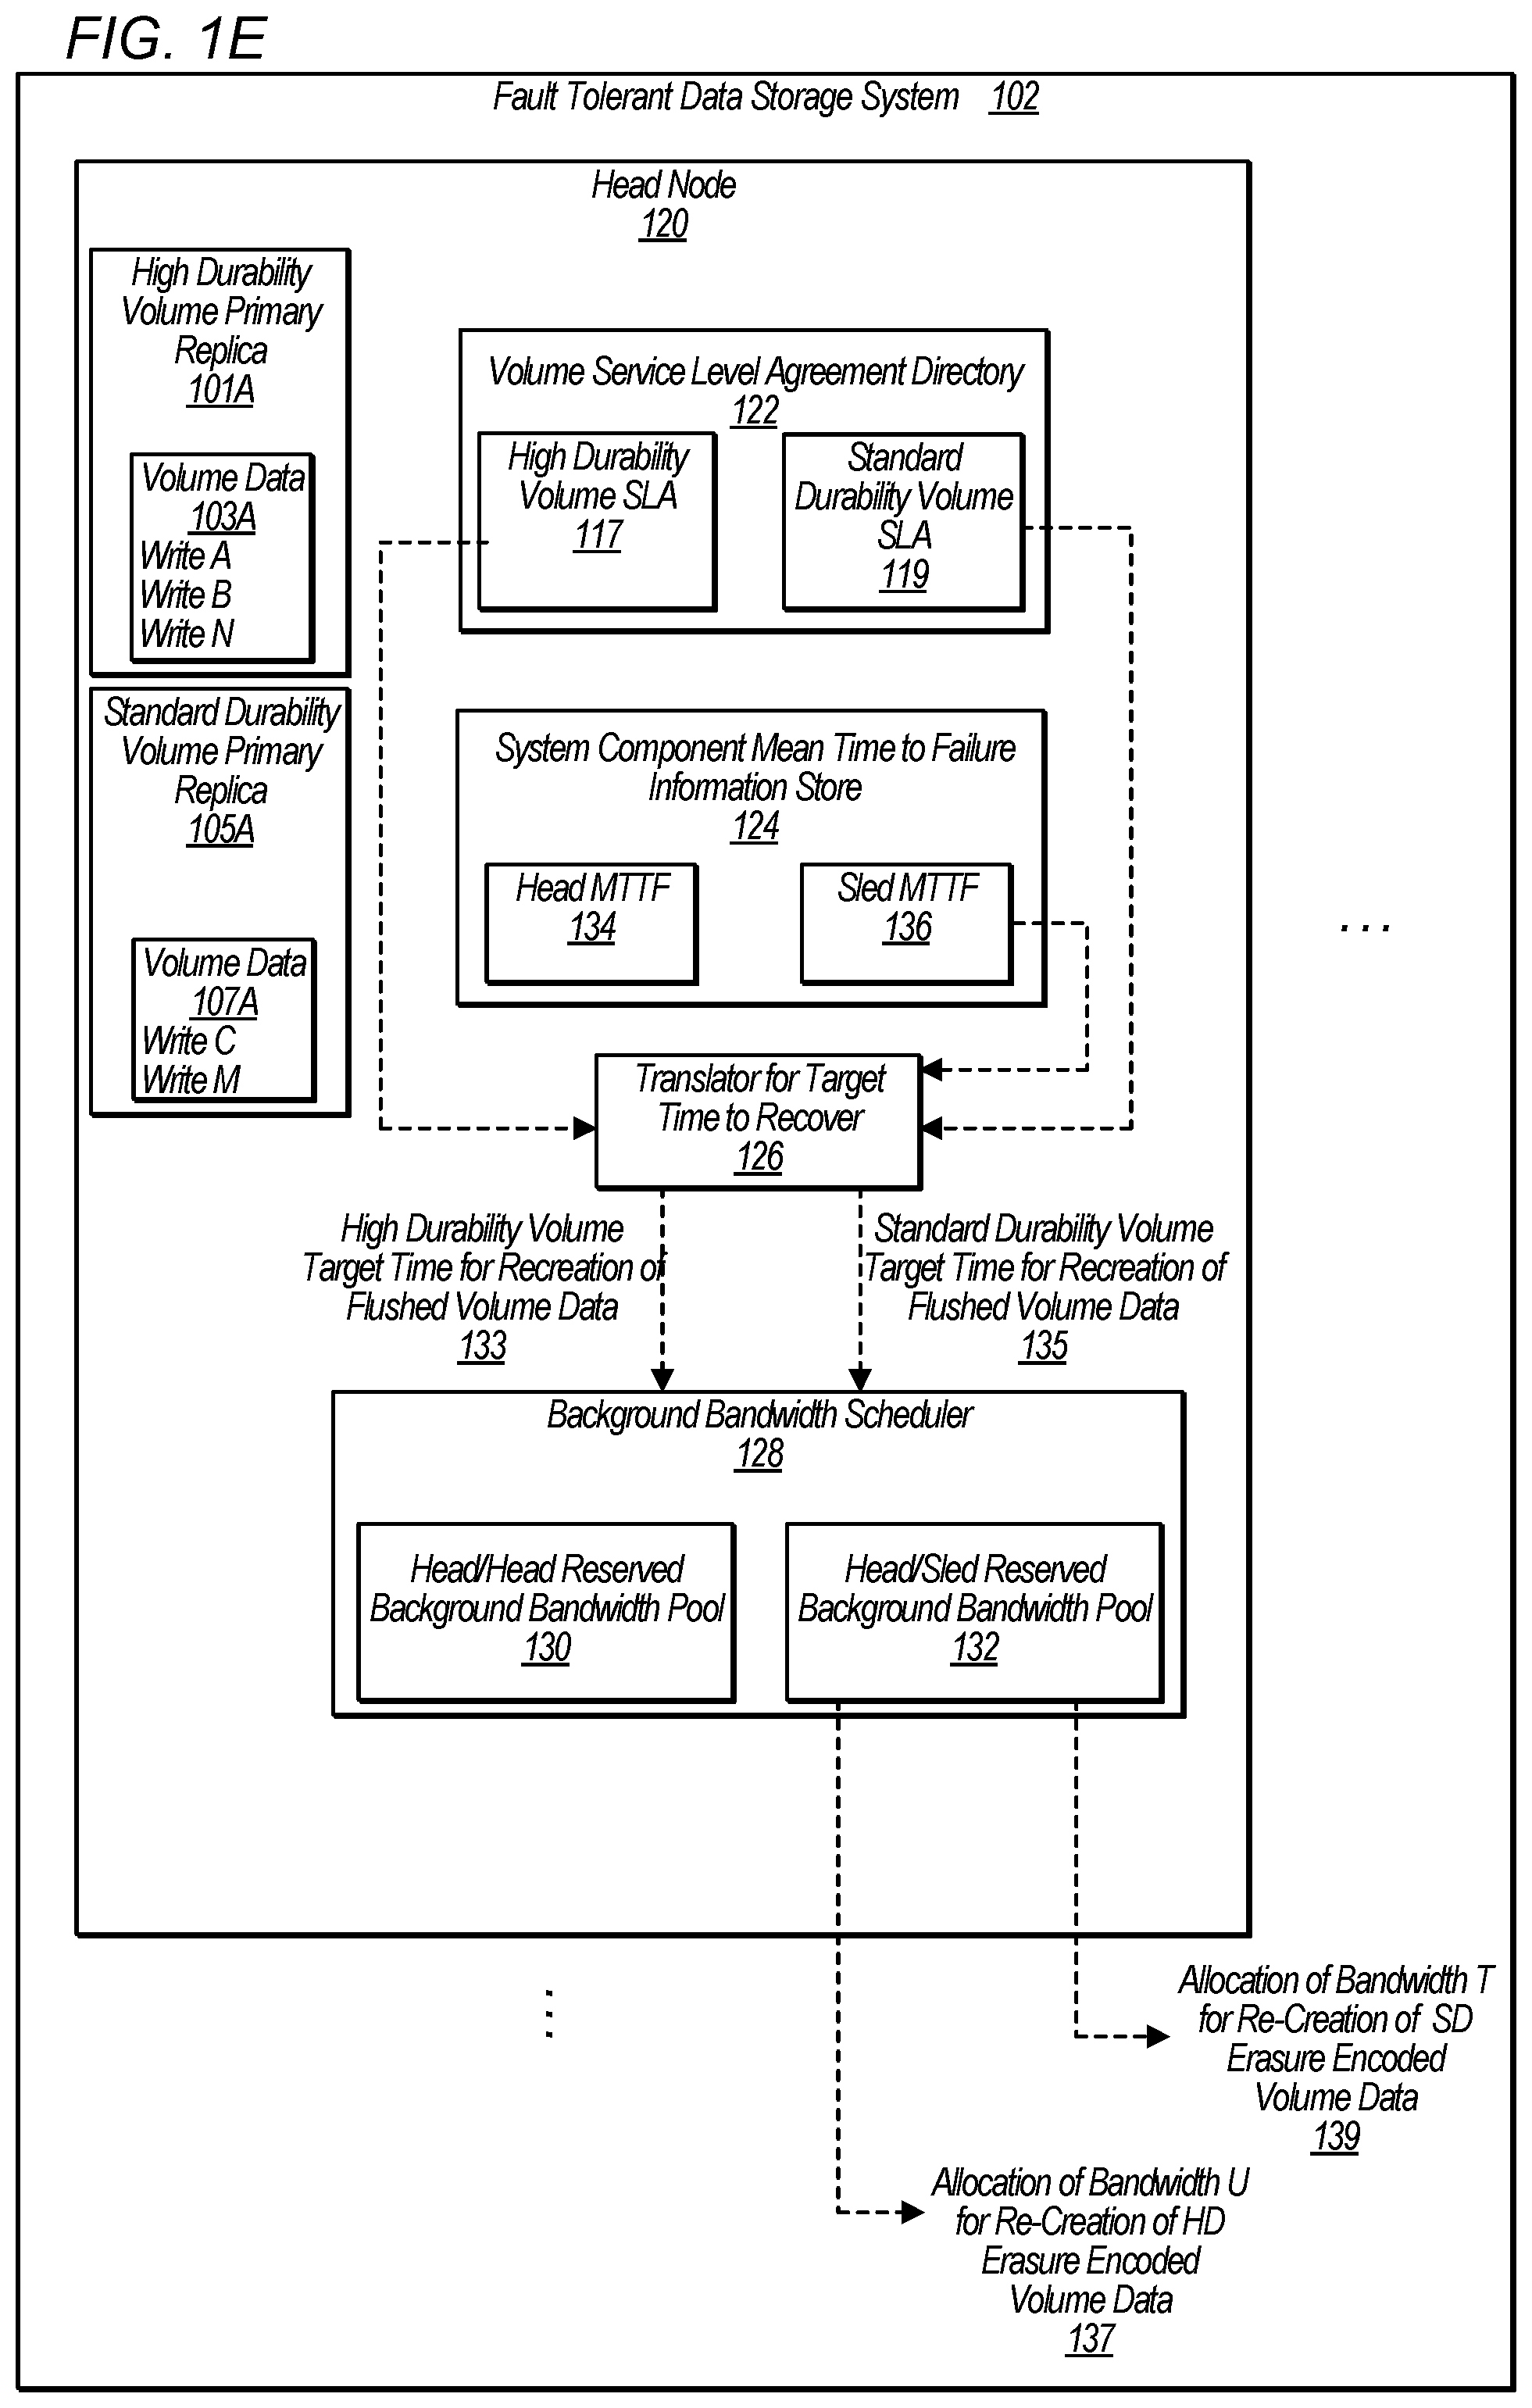 FIG. 1E
Fault Tolerant Data Storage System 102
Head Node
120
High Durability
Volume Primary
Replica
101A
Volume Data
103A
Write A
Write B
Write N
Standard Durability
Volume Primary
Replica
105A
Volume Data
107A
Write C
Write M
Volume Service Level Agreement Directory
122
High Durability
Volume SLA
117
Standard
Durability Volume
SLA
119
System Component Mean Time to Failure
Information Store
124
Head MTTF
134
Sled MTTF
136
. . .
Translator for Target
Time to Recover
126
High Durability Volume
Target Time for Recreation of
Flushed Volume Data
133
Standard Durability Volume
Target Time for Recreation of
Flushed Volume Data
135
Background Bandwidth Scheduler
128
Head/Head Reserved
Background Bandwidth Pool
130
Head/Sled Reserved
Background Bandwidth Pool
132
Allocation of Bandwidth T
for Re-Creation of SD
Erasure Encoded
Volume Data
139
Allocation of Bandwidth U
for Re-Creation of HD
Erasure Encoded
Volume Data
137